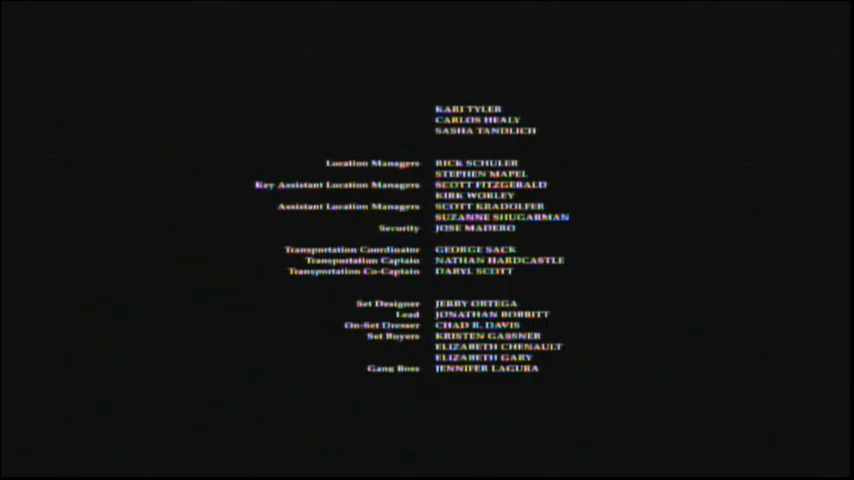 KARI TYLER
CARLOS HEALY
SASHA TANDLICH
Location Managers RICK SCHULER
STEPHEN MAPEL
Key Assistant Location Managers SCOTT FITZGERALD
KIRK WORLEY
Assistant Location Managers SCOTT KRADOLFER
SUZANNE SHUGARMAN
Security JOSE MADERO
Transportation Coordinator GEORGE SACK
Transportation Captain NATHAN HARDCASTLE
Transportation Co-Captain DARYL SCOTT
Set Designer JERRY ORTEGA
Lead JONATHAN BOBBITT
On-Set Dresser CHAD R. DAVIS
Set Buyers KRISTEN GASSNER
ELIZABETH CHENAULT
ELIZABETH GARY
Gang Boss JENNIFER LAGURA